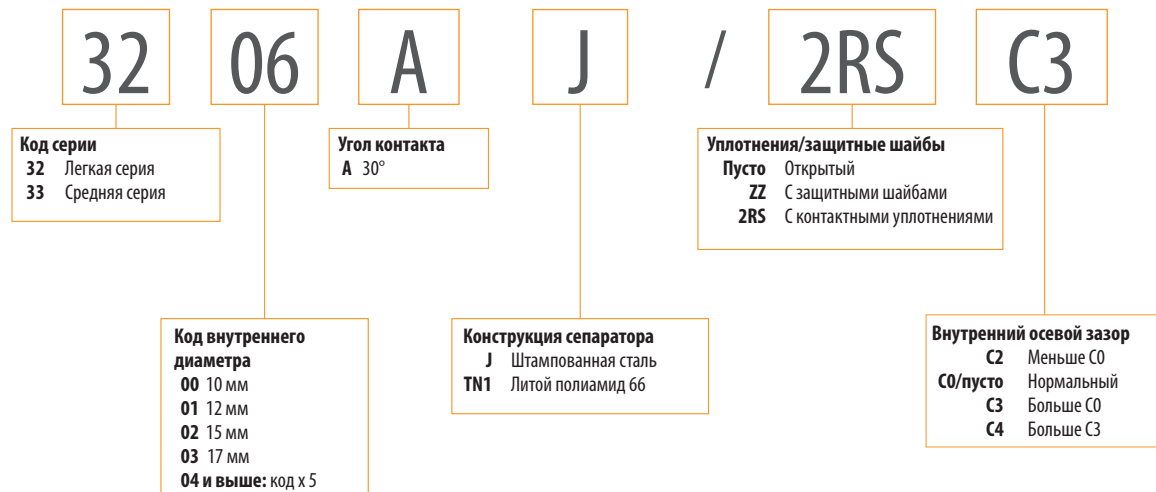 32 06 A J / 2RS C3
Код серии
32 Легкая серия
33 Средняя серия
Угол контакта
A 30°
Уплотнения/защитные шайбы
Пусто Открытый
ZZ С защитными шайбами
2RS С контактными уплотнениями
Код внутреннего
диаметра
00 10 мм
01 12 мм
02 15 мм
03 17 мм
04 и выше: код x 5
Конструкция сепаратора
J Штампованная сталь
TN1 Литой полиамид 66
Внутренний осевой зазор
C2 Меньше C0
C0/пусто Нормальный
C3 Больше C0
C4 Больше C3